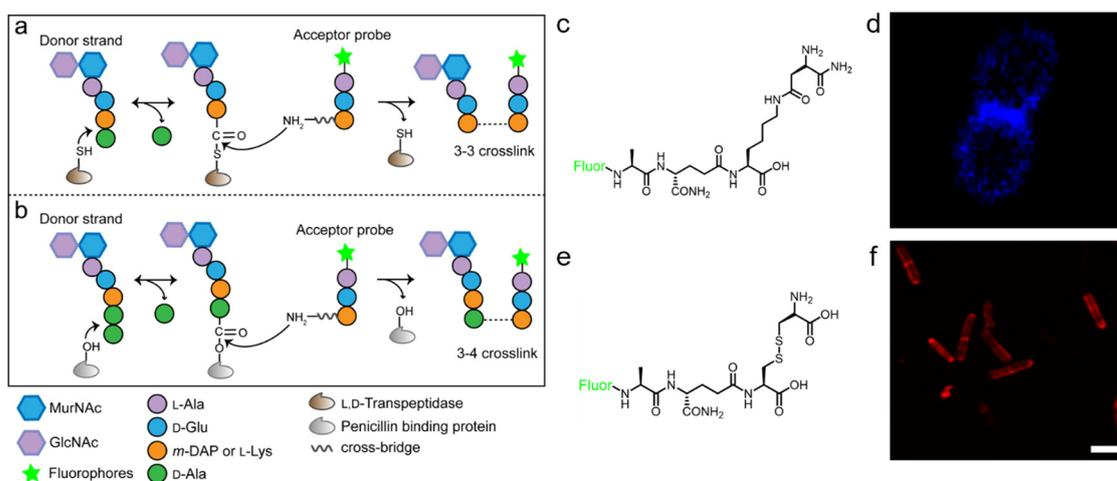 a
Donor strand
Acceptor probe
NH₂
C=O
S
SH
SH
3-3 crosslink
b
Donor strand
Acceptor probe
NH₂
C=O
O
OH
OH
3-4 crosslink
MurNAc
GlcNAc
Fluorophores
L-Ala
D-Glu
m-DAP or L-Lys
D-Ala
L,D-Transpeptidase
Penicillin binding protein
cross-bridge
c
NH₂
NH₂
O
O
HN
Fluor
N
H
O
H
N
CONH₂
O
N
H
OH
O
d
e
NH₂
OH
O
S
S
Fluor
N
H
O
H
N
CONH₂
O
N
H
OH
O
f